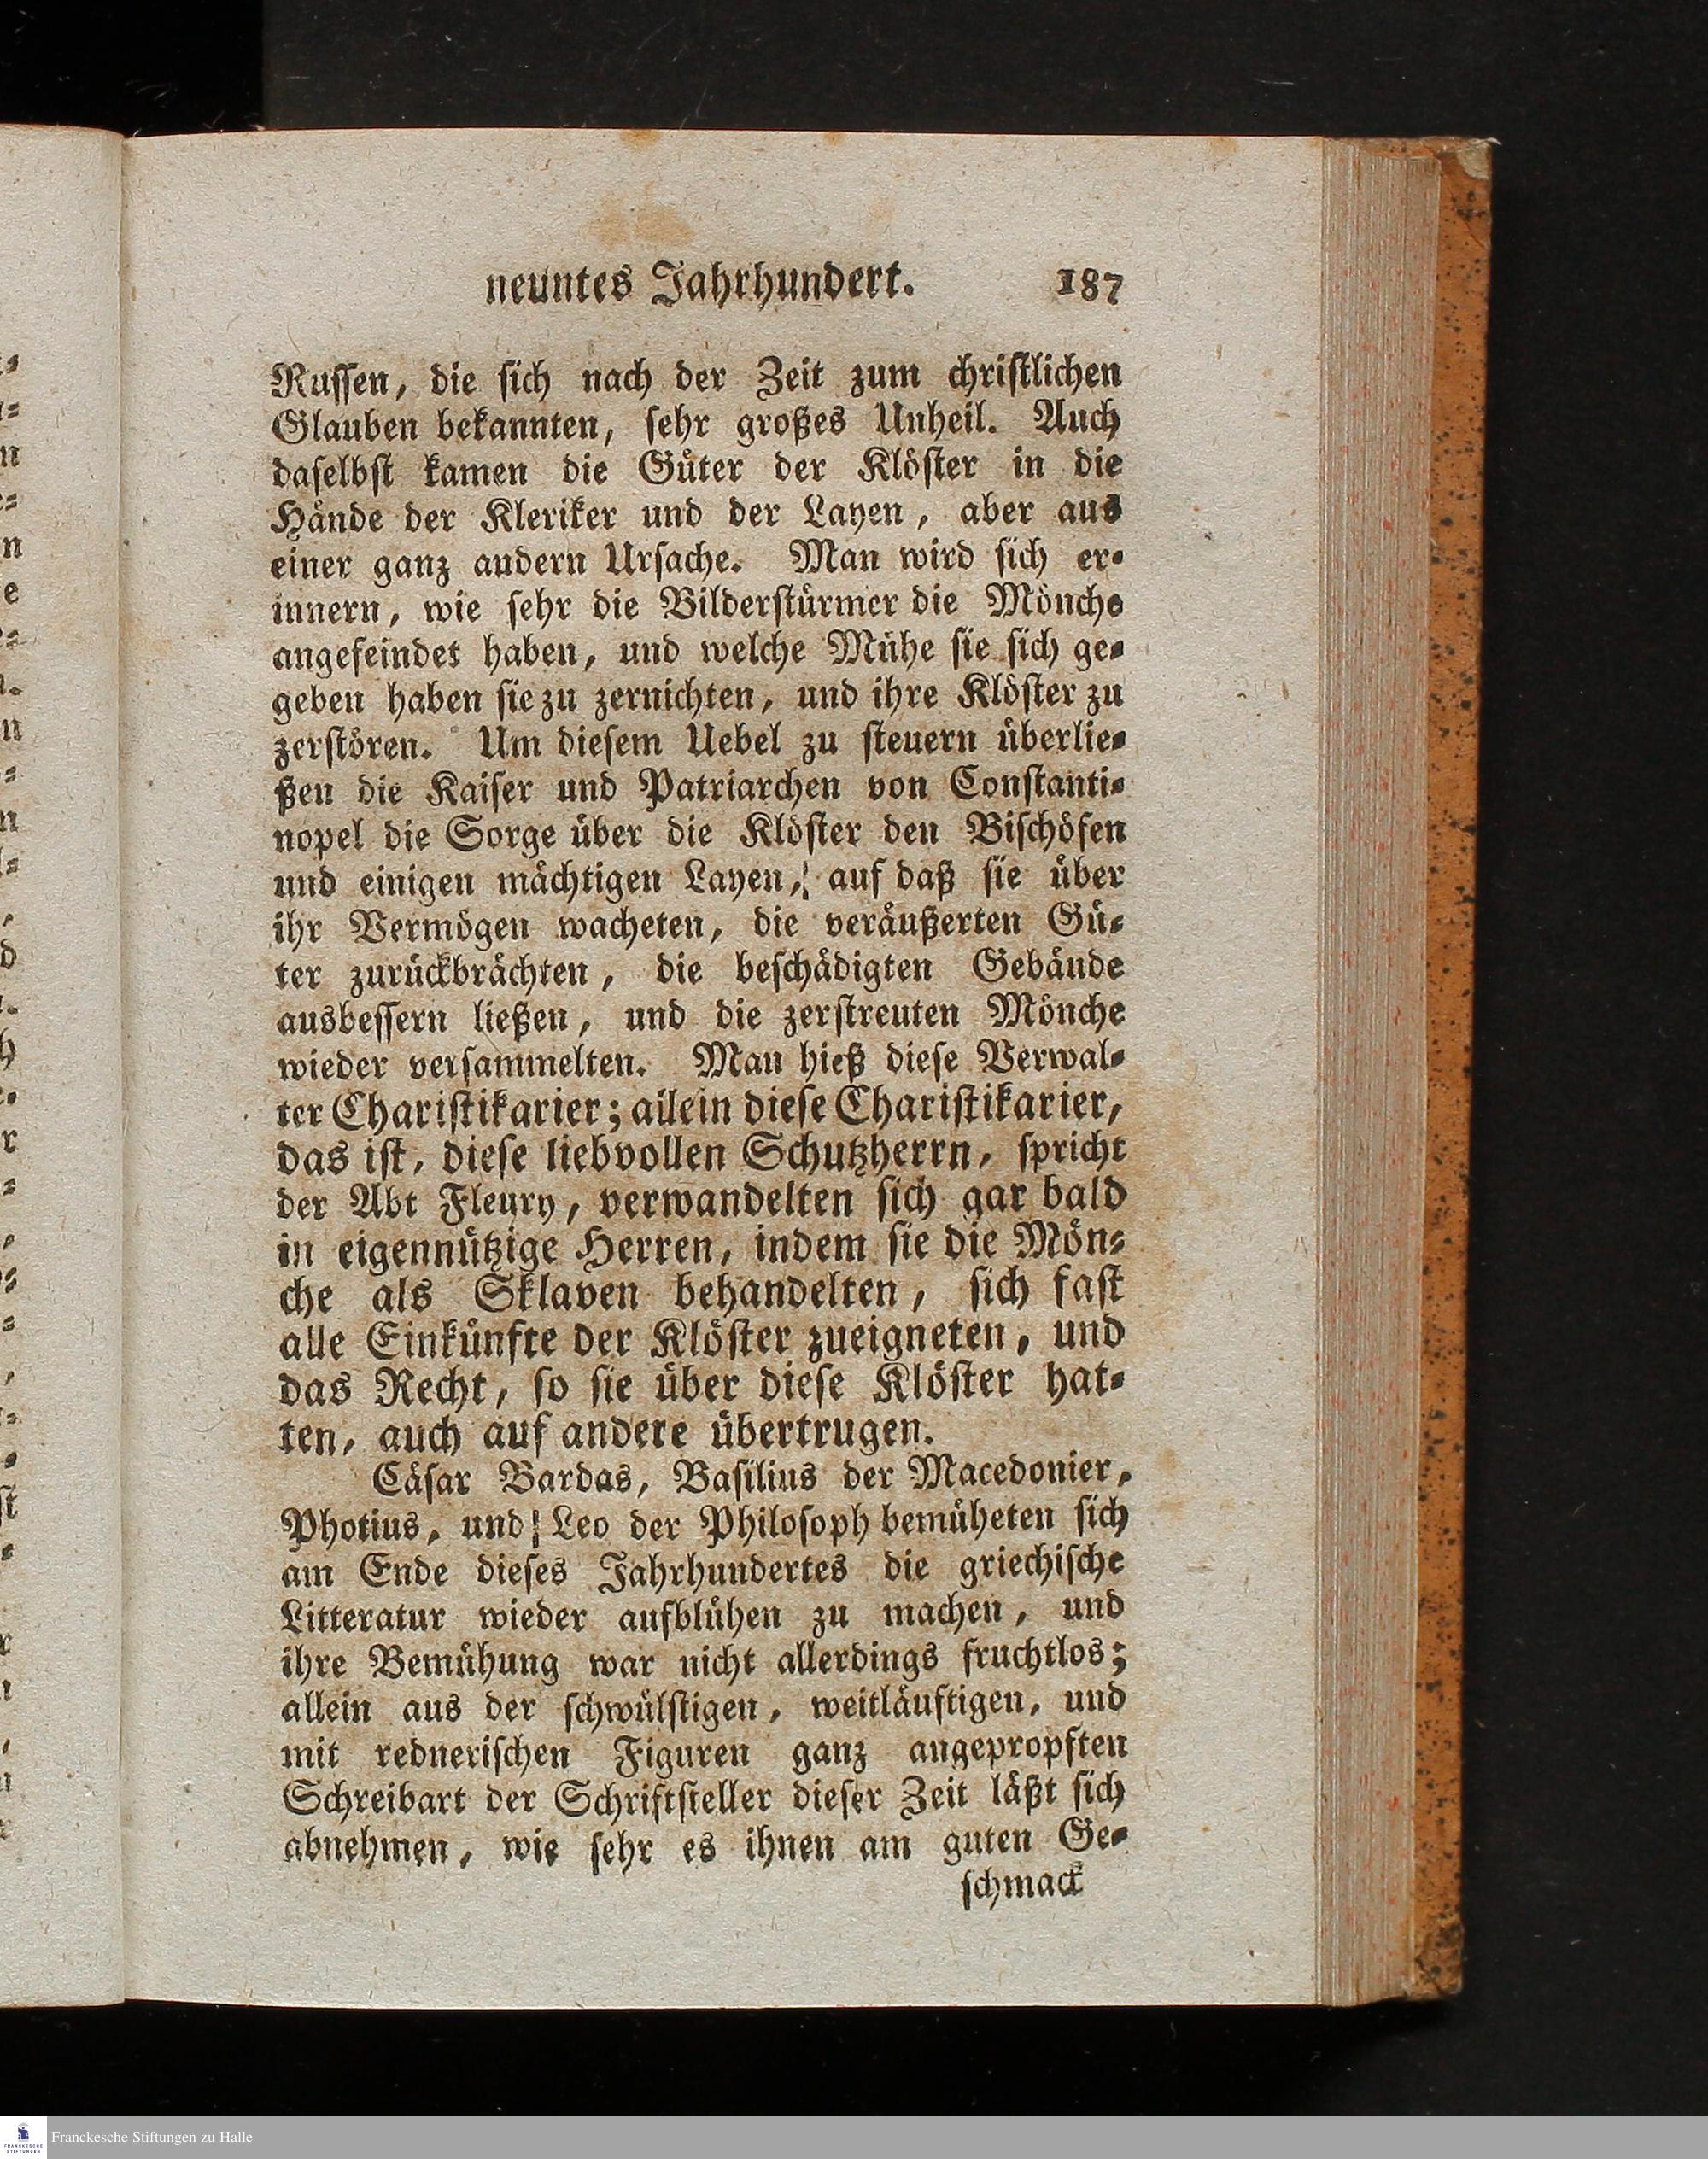 neuntes Jahrhundert. 187
Russen, die sich nach der Zeit zum christlichen
Glauben bekannten, sehr großes Unheil. Auch
daselbst kamen die Güter der Klöster in die
Hände der Kleriker und der Layen, aber aus
einer ganz andern Ursache. Man wird sich er-
innern, wie sehr die Bilderstürmer die Mönche
angefeindet haben, und welche Mühe sie sich ge-
geben haben sie zu zernichten, und ihre Klöster zu
zerstören. Um diesem Uebel zu steuern überlie-
ßen die Kaiser und Patriarchen von Constanti-
nopel die Sorge über die Klöster den Bischöfen
und einigen mächtigen Layen, auf daß sie über
ihr Vermögen wacheten, die veräußerten Gü-
ter zurückbrächten, die beschädigten Gebäude
ausbessern ließen, und die zerstreuten Mönche
wieder versammelten. Man hieß diese Verwal-
ter Charistikarier; allein diese Charistikarier,
das ist, diese liebvollen Schutzherrn, spricht
der Abt Fleury, verwandelten sich gar bald
in eigennützige Herren, indem sie die Mön-
che als Sklaven behandelten, sich fast
alle Einkünfte der Klöster zueigneten, und
das Recht, so sie über diese Klöster hat-
ten, auch auf andere übertrugen.
Cäsar Bardas, Basilius der Macedonier,
Photius, und Leo der Philosoph bemüheten sich
am Ende dieses Jahrhundertes die griechische
Litteratur wieder aufblühen zu machen, und
ihre Bemühung war nicht allerdings fruchtlos;
allein aus der schwülstigen, weitläuftigen, und
mit rednerischen Figuren ganz angepropften
Schreibart der Schriftsteller dieser Zeit läßt sich
abnehmen, wie sehr es ihnen am guten Ge-
schmack
Franckesche Stiftungen zu Halle